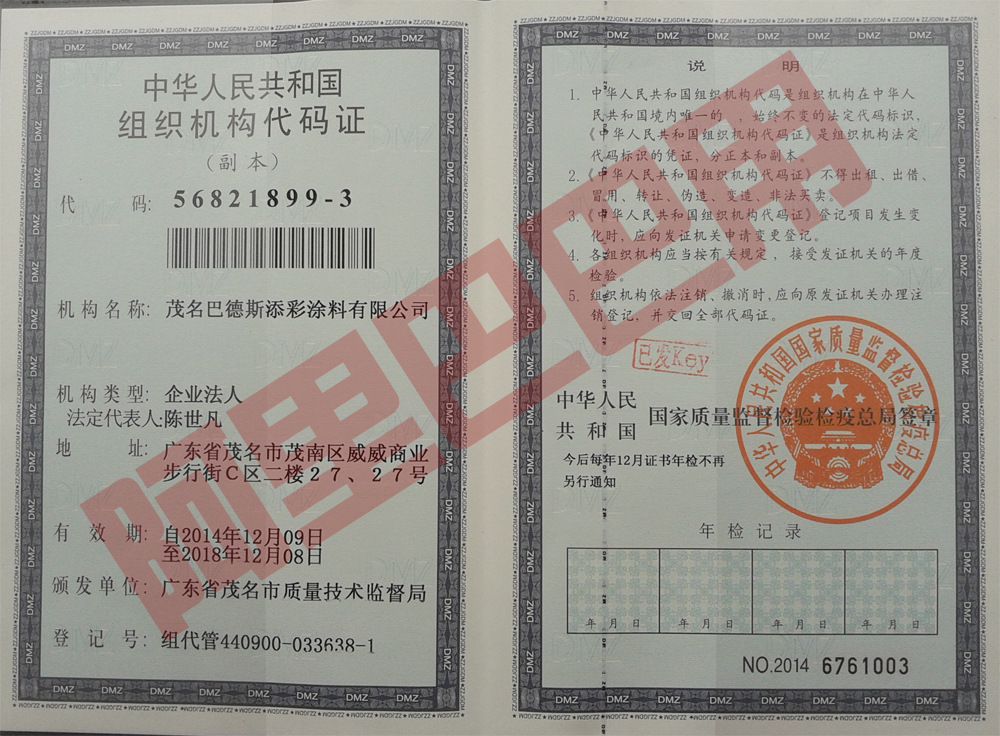 中华人民共和国
组织机构代码证
(副本)
代 码: 56821899-3
机构名称: 茂名巴德斯添彩涂料有限公司
机构类型: 企业法人
法定代表人:陈世凡
地 址: 广东省茂名市茂南区威威商业
步行街C区二楼27、27号
有 效 期: 自2014年12月09日
至2018年12月08日
颁发单位: 广东省茂名市质量技术监督局
登 记 号: 组代管440900-033638-1
说 明
1. 中华人民共和国组织机构代码是组织机构在中华人
民共和国境内唯一的 始终不变的法定代码标识，
《中华人民共和国组织机构代码证》是组织机构法定
代码标识的凭证，分正本和副本。
2.《中华人民共和国组织机构代码证》不得出租、出借、
冒用、转让、伪造、变造、非法买卖。
3.《中华人民共和国组织机构代码证》登记项目发生变
化时，应向发证机关申请变更登记。
4. 各组织机构应当按有关规定，接受发证机关的年度
检验。
5. 组织机构依法注销、撤消时，应向原发证机关办理注
销登记，并交回全部代码证。
已发Key
中华人民
共和国 国家质量监督检验检疫总局签章
中华人民共和国国家质量监督检验检疫总局
今后每年12月证书年检不再
另行通知
年检记录
年 月 日 年 月 日 年 月 日 年 月 日
NO.2014 6761003
阿里巴巴用